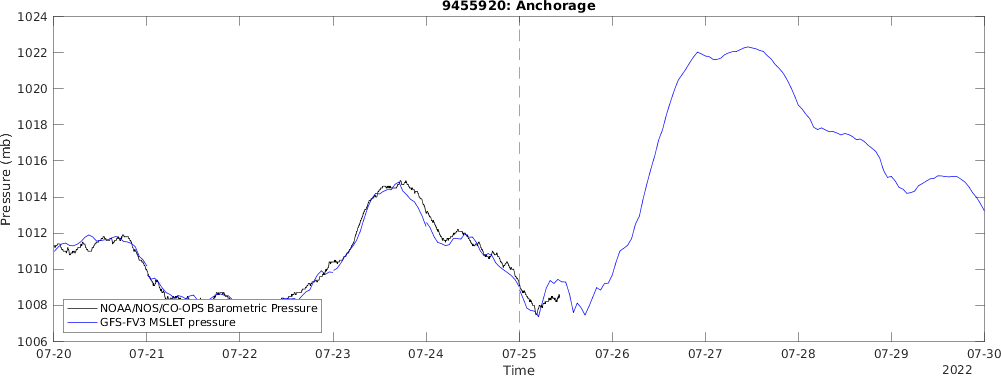 9455920: Anchorage
1024
1022
1020
1018
1016
1014
1012
1010
1008
1006
Pressure (mb)
NOAA/NOS/CO-OPS Barometric Pressure
GFS-FV3 MSLET pressure
07-20 07-21 07-22 07-23 07-24 07-25 07-26 07-27 07-28 07-29 07-30
Time
2022